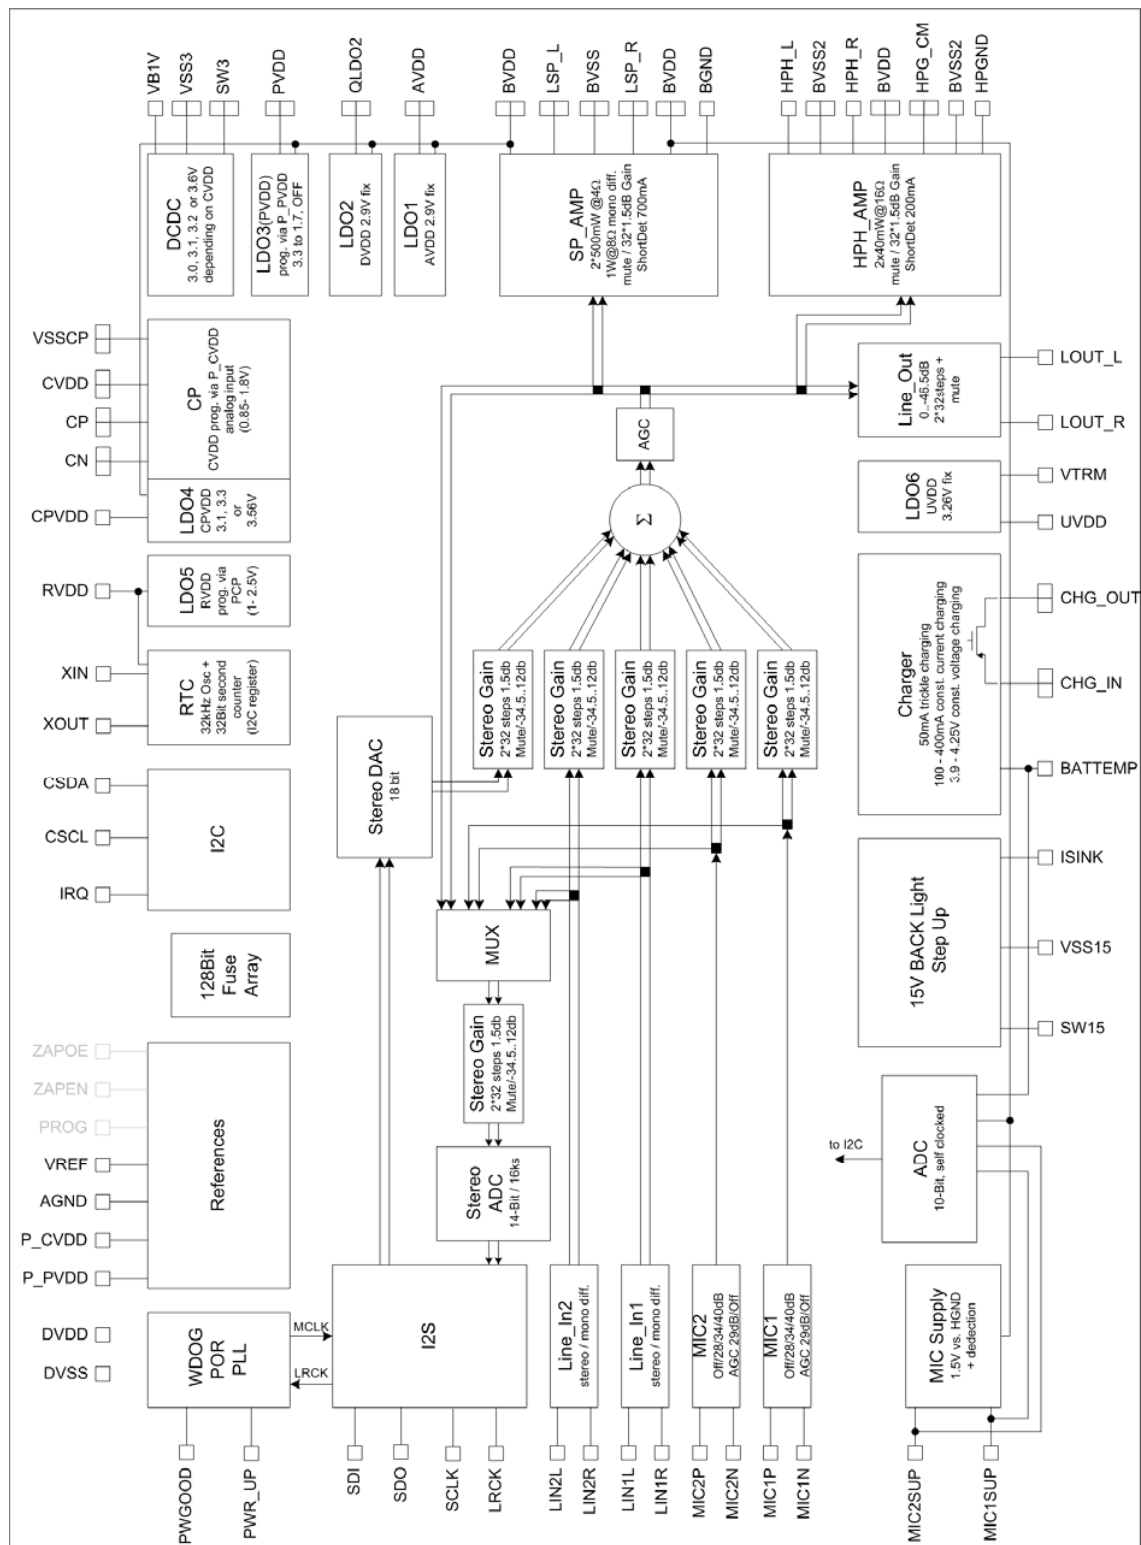 VB1V
VSS3
SW3
PVDD
QLDO2
AVDD
BVDD
LSP_L
BVSS
LSP_R
BVDD
BGND
HPH_L
BVSS2
HPH_R
BVDD
HPG_CM
BVSS2
HPGND
DCDC
3.0, 3.1, 3.2 or 3.6V
depending on CVDD
LDO3(PVDD)
prog. via P_PVDD
3.3 to 1.7, OFF
LDO2
DVDD 2.9V fix
LDO1
AVDD 2.9V fix
SP_AMP
2*500mW @4Ω
1W@8Ω mono diff.
mute / 32*1.5dB Gain
ShortDet 700mA
HPH_AMP
2x40mW@16Ω
mute / 32*1.5dB Gain
ShortDet 200mA
VSSCP
CVDD
CP
CN
CPVDD
CP
CVDD prog. via P_CVDD
analog input
(0.85- 1.8V)
LDO4
CPVDD
3.1, 3.3
or
3.56V
Line_Out
0...-46.5dB
2*32steps +
mute
LOUT_L
LOUT_R
AGC
Σ
LDO6
UVDD
3.26V fix
VTRM
UVDD
RVDD
LDO5
RVDD
prog. via
PCP
(1- 2.5V)
XIN
XOUT
RTC
32kHz Osc +
32Bit second
counter
(I2C register)
Stereo DAC
18 bit
Stereo Gain
2*32 steps 1.5db
Mute/-34.5..12db
Stereo Gain
2*32 steps 1.5db
Mute/-34.5..12db
Stereo Gain
2*32 steps 1.5db
Mute/-34.5..12db
Stereo Gain
2*32 steps 1.5db
Mute/-34.5..12db
Stereo Gain
2*32 steps 1.5db
Mute/-34.5..12db
Charger
50mA trickle charging
100 - 400mA const. current charging
3.9 - 4.25V const. voltage charging
CHG_OUT
CHG_IN
BATTEMP
CSDA
CSCL
IRQ
I2C
128Bit
Fuse
Array
MUX
Stereo Gain
2*32 steps 1.5db
Mute/-34.5..12db
15V BACK Light
Step Up
ISINK
VSS15
SW15
ZAPOE
ZAPEN
PROG
VREF
AGND
P_CVDD
P_PVDD
References
Stereo
ADC
14-Bit / 16ks
to I2C
ADC
10-Bit, self clocked
DVDD
DVSS
WDOG
POR
PLL
MCLK
LRCK
I2S
Line_In2
stereo / mono diff.
Line_In1
stereo / mono diff.
MIC2
Off/28/34/40dB
AGC 29dB/Off
MIC1
Off/28/34/40dB
AGC 29dB/Off
MIC Supply
1.5V vs. HGND
+ dedection
PWGOOD
PWR_UP
SDI
SDO
SCLK
LRCK
LIN2L
LIN2R
LIN1L
LIN1R
MIC2P
MIC2N
MIC1P
MIC1N
MIC2SUP
MIC1SUP